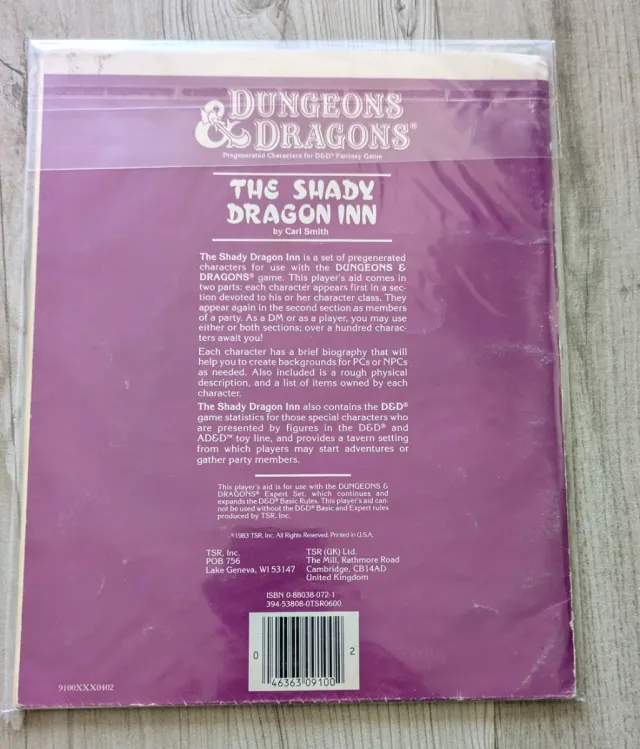 DUNGEONS
& DRAGONS®
Pregenerated Characters for D&D® Fantasy Game
THE SHADY
DRAGON INN
by Carl Smith
The Shady Dragon Inn is a set of pregenerated
characters for use with the DUNGEONS &
DRAGONS® game. This player's aid comes in
two parts: each character appears first in a sec-
tion devoted to his or her character class. They
appear again in the second section as members
of a party. As a DM or as a player, you may use
either or both sections; over a hundred charac-
ters await you!
Each character has a brief biography that will
help you to create backgrounds for PCs or NPCs
as needed. Also included is a rough physical
description, and a list of items owned by each
character.
The Shady Dragon Inn also contains the D&D®
game statistics for those special characters who
are presented by figures in the D&D® and
AD&D™ toy line, and provides a tavern setting
from which players may start adventures or
gather party members.
This player's aid is for use with the DUNGEONS &
DRAGONS® Expert Set, which continues and
expands the D&D® Basic Rules. This player's aid can-
not be used without the D&D® Basic and Expert rules
produced by TSR, Inc.
©1983 TSR, Inc. All Rights Reserved. Printed in U.S.A.
TSR, Inc.
POB 756
Lake Geneva, WI 53147
TSR (UK) Ltd.
The Mill, Rathmore Road
Cambridge, CB14AD
United Kingdom
ISBN 0-88038-072-1
394-53808-0TSR0600
0 46363 09100 2
9100XXX0402